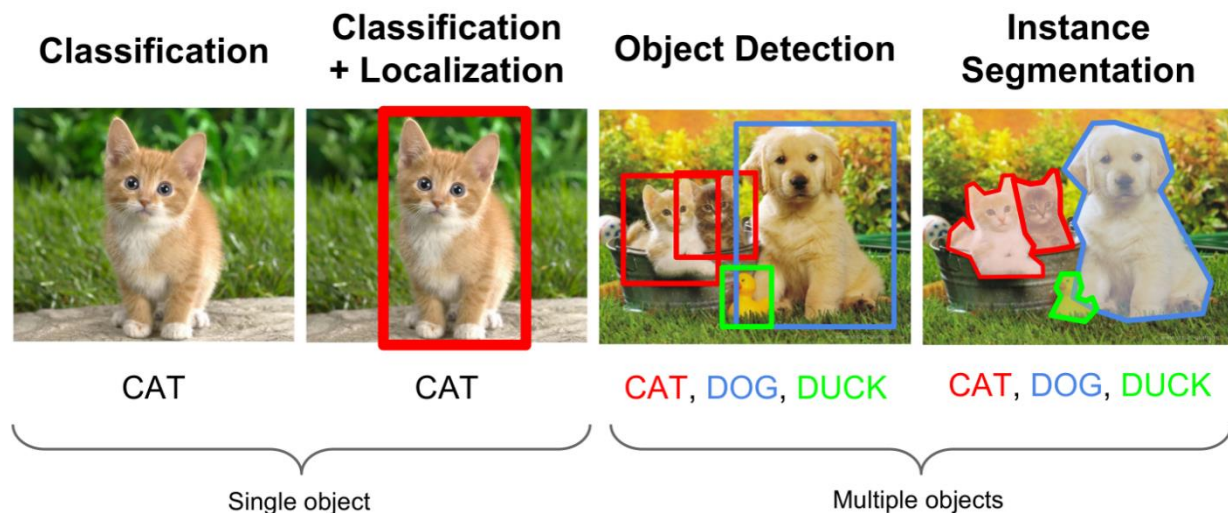 Classification
Classification
+ Localization
Object Detection
Instance
Segmentation
CAT
CAT
CAT, DOG, DUCK
CAT, DOG, DUCK
Single object
Multiple objects